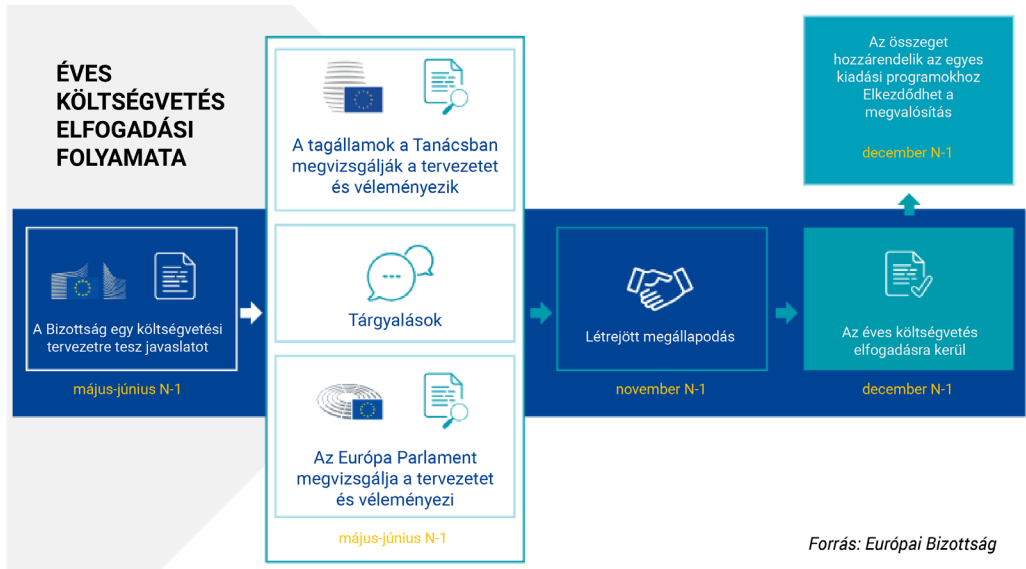 ÉVES
KÖLTSÉGVETÉS
ELFOGADÁSI
FOLYAMATA
A Bizottság egy költségvetési
tervezetre tesz javaslatot
május-június N-1
A tagállamok a Tanácsban
megvizsgálják a tervezetet
és véleményezik
Tárgyalások
Az Európa Parlament
megvizsgálja a tervezetet
és véleményezi
május-június N-1
Létrejött megállapodás
november N-1
Az éves költségvetés
elfogadásra kerül
december N-1
Az összeget
hozzárendelik az egyes
kiadási programokhoz
Elkezdődhet a
megvalósítás
december N-1
Forrás: Európai Bizottság